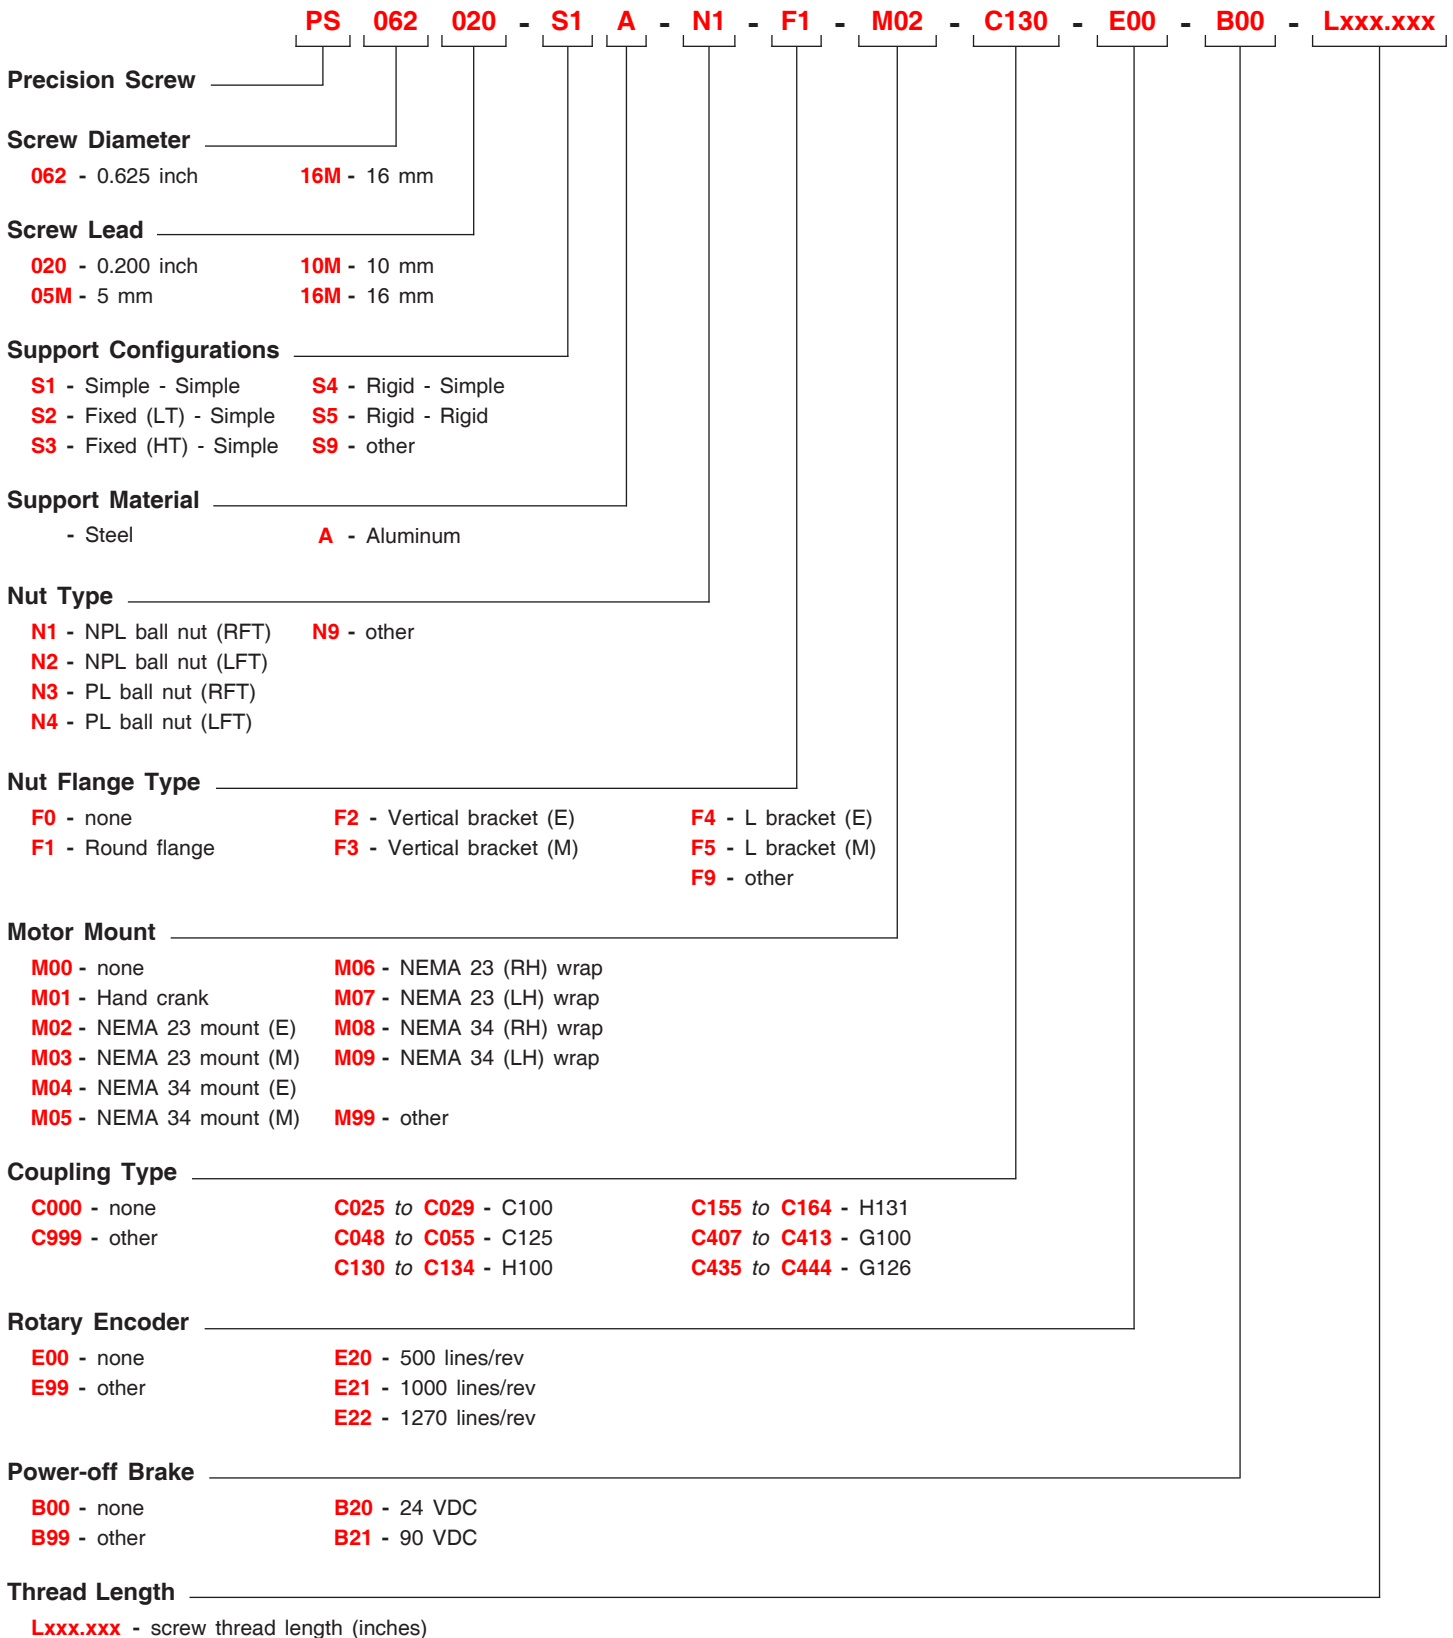 PS 062 020 - S1 A - N1 - F1 - M02 - C130 - E00 - B00 - Lxxx.xxx
Precision Screw
Screw Diameter
062 - 0.625 inch 16M - 16 mm
Screw Lead
020 - 0.200 inch 10M - 10 mm
05M - 5 mm 16M - 16 mm
Support Configurations
S1 - Simple - Simple S4 - Rigid - Simple
S2 - Fixed (LT) - Simple S5 - Rigid - Rigid
S3 - Fixed (HT) - Simple S9 - other
Support Material
- Steel A - Aluminum
Nut Type
N1 - NPL ball nut (RFT) N9 - other
N2 - NPL ball nut (LFT)
N3 - PL ball nut (RFT)
N4 - PL ball nut (LFT)
Nut Flange Type
F0 - none F2 - Vertical bracket (E) F4 - L bracket (E)
F1 - Round flange F3 - Vertical bracket (M) F5 - L bracket (M)
F9 - other
Motor Mount
M00 - none M06 - NEMA 23 (RH) wrap
M01 - Hand crank M07 - NEMA 23 (LH) wrap
M02 - NEMA 23 mount (E) M08 - NEMA 34 (RH) wrap
M03 - NEMA 23 mount (M) M09 - NEMA 34 (LH) wrap
M04 - NEMA 34 mount (E)
M05 - NEMA 34 mount (M) M99 - other
Coupling Type
C000 - none C025 to C029 - C100 C155 to C164 - H131
C999 - other C048 to C055 - C125 C407 to C413 - G100
C130 to C134 - H100 C435 to C444 - G126
Rotary Encoder
E00 - none E20 - 500 lines/rev
E99 - other E21 - 1000 lines/rev
E22 - 1270 lines/rev
Power-off Brake
B00 - none B20 - 24 VDC
B99 - other B21 - 90 VDC
Thread Length
Lxxx.xxx - screw thread length (inches)